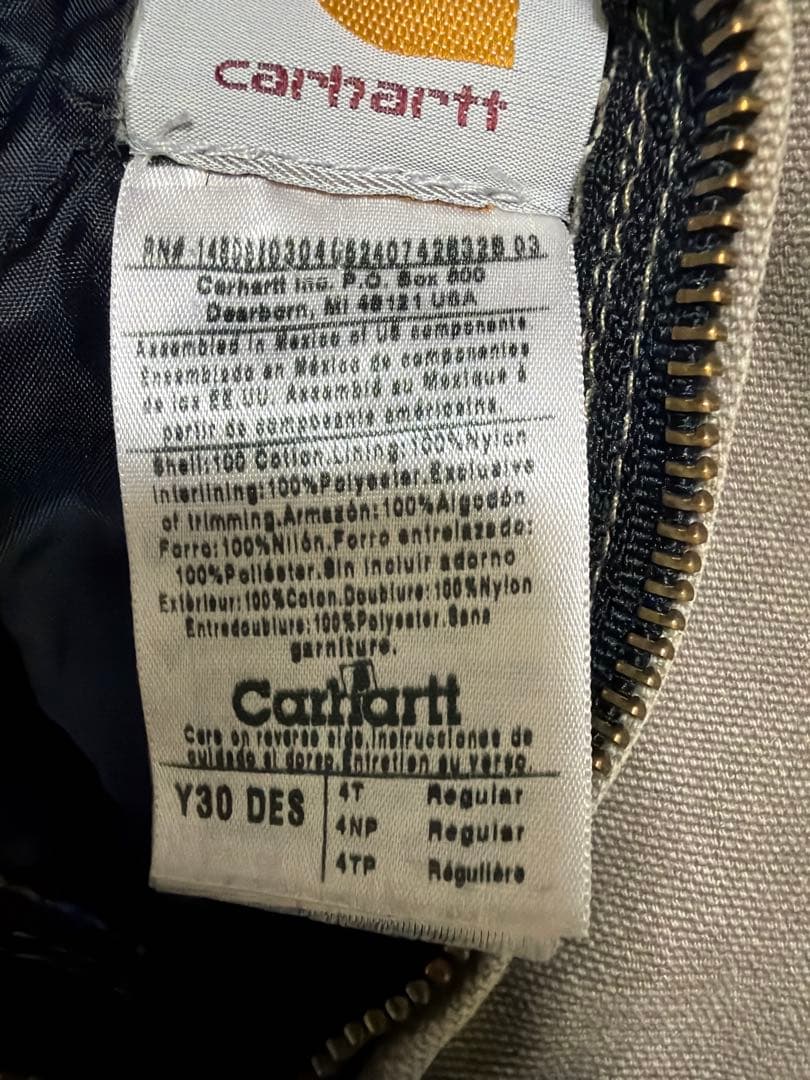 carhartt
RN# 14806
Carhartt Inc. P.O. Box 600
Dearborn, MI 48121 USA
Assembled in Mexico of US components
Ensemblado en México de componentes
de los EE.UU. Assamblé au Mexique à
partir de composants américains.
Shell:100 Cotton.Lining:100%Nylon
Interlining:100%Polyester.Exclusive
of trimming.Armazón:100%Algodón
Forro:100%Nilón.Forro entrelazado:
100%Poliéster.Sin incluir adorno
Extérieur:100%Coton.Doublure:100%Nylon
Entredoublure:100%Polyester.Sans
garniture.
Carhartt
Care on reverse side.Instrucciones de
cuidado al dorso.Entretien au verso.
Y30 DES
4T Regular
4NP Regular
4TP Régulière